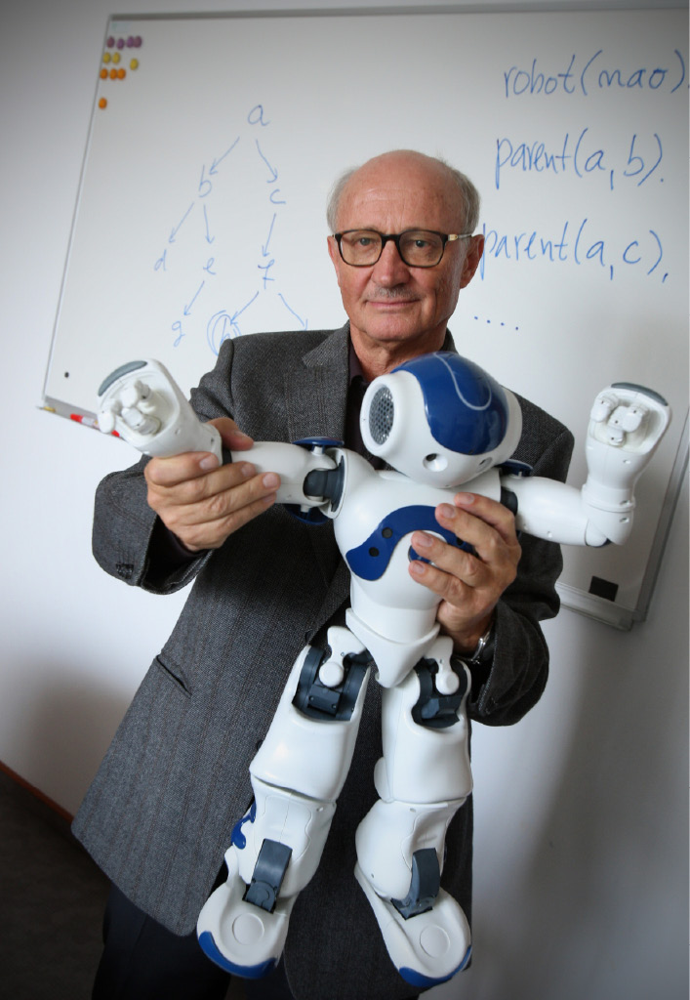 robot(nao).
parent(a,b).
parent(a,c),
....
a
b c
d e f
g h